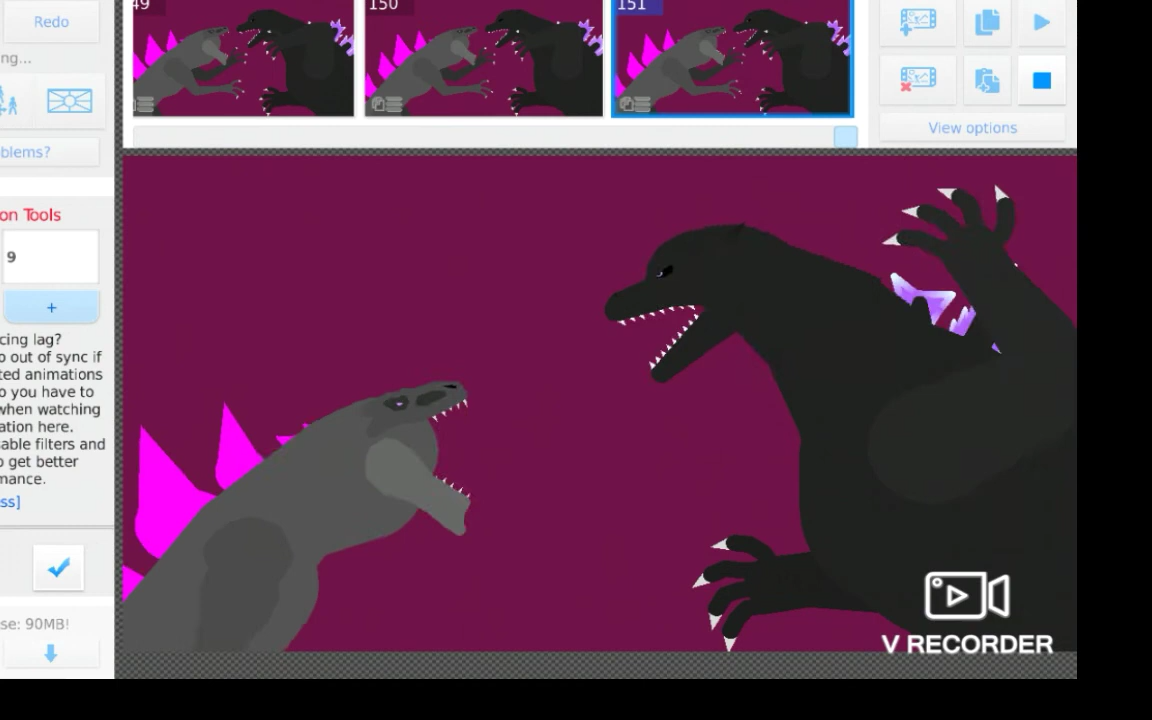 Redo
49
150
151
ng...
View options
blems?
on Tools
9
+
cing lag?
o out of sync if
ted animations
o you have to
when watching
ation here.
able filters and
o get better
mance.
ss]
se: 90MB!
V RECORDER